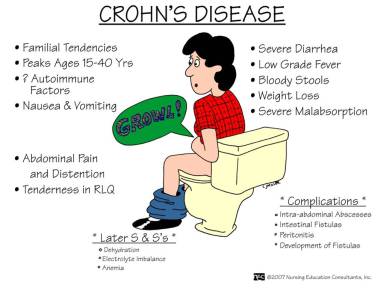 CROHN'S DISEASE
• Familial Tendencies
• Peaks Ages 15-40 Yrs
• ? Autoimmune
Factors
• Nausea & Vomiting
• Abdominal Pain
and Distention
• Tenderness in RLQ
GROWL!
• Severe Diarrhea
• Low Grade Fever
• Bloody Stools
• Weight Loss
• Severe Malabsorption
* Later S & S's *
Dehydration
Electrolyte Imbalance
Anemia
* Complications *
• Intra-abdominal Abscesses
• Intestinal Fistulas
• Peritonitis
• Development of Fistulas
©2007 Nursing Education Consultants, Inc.